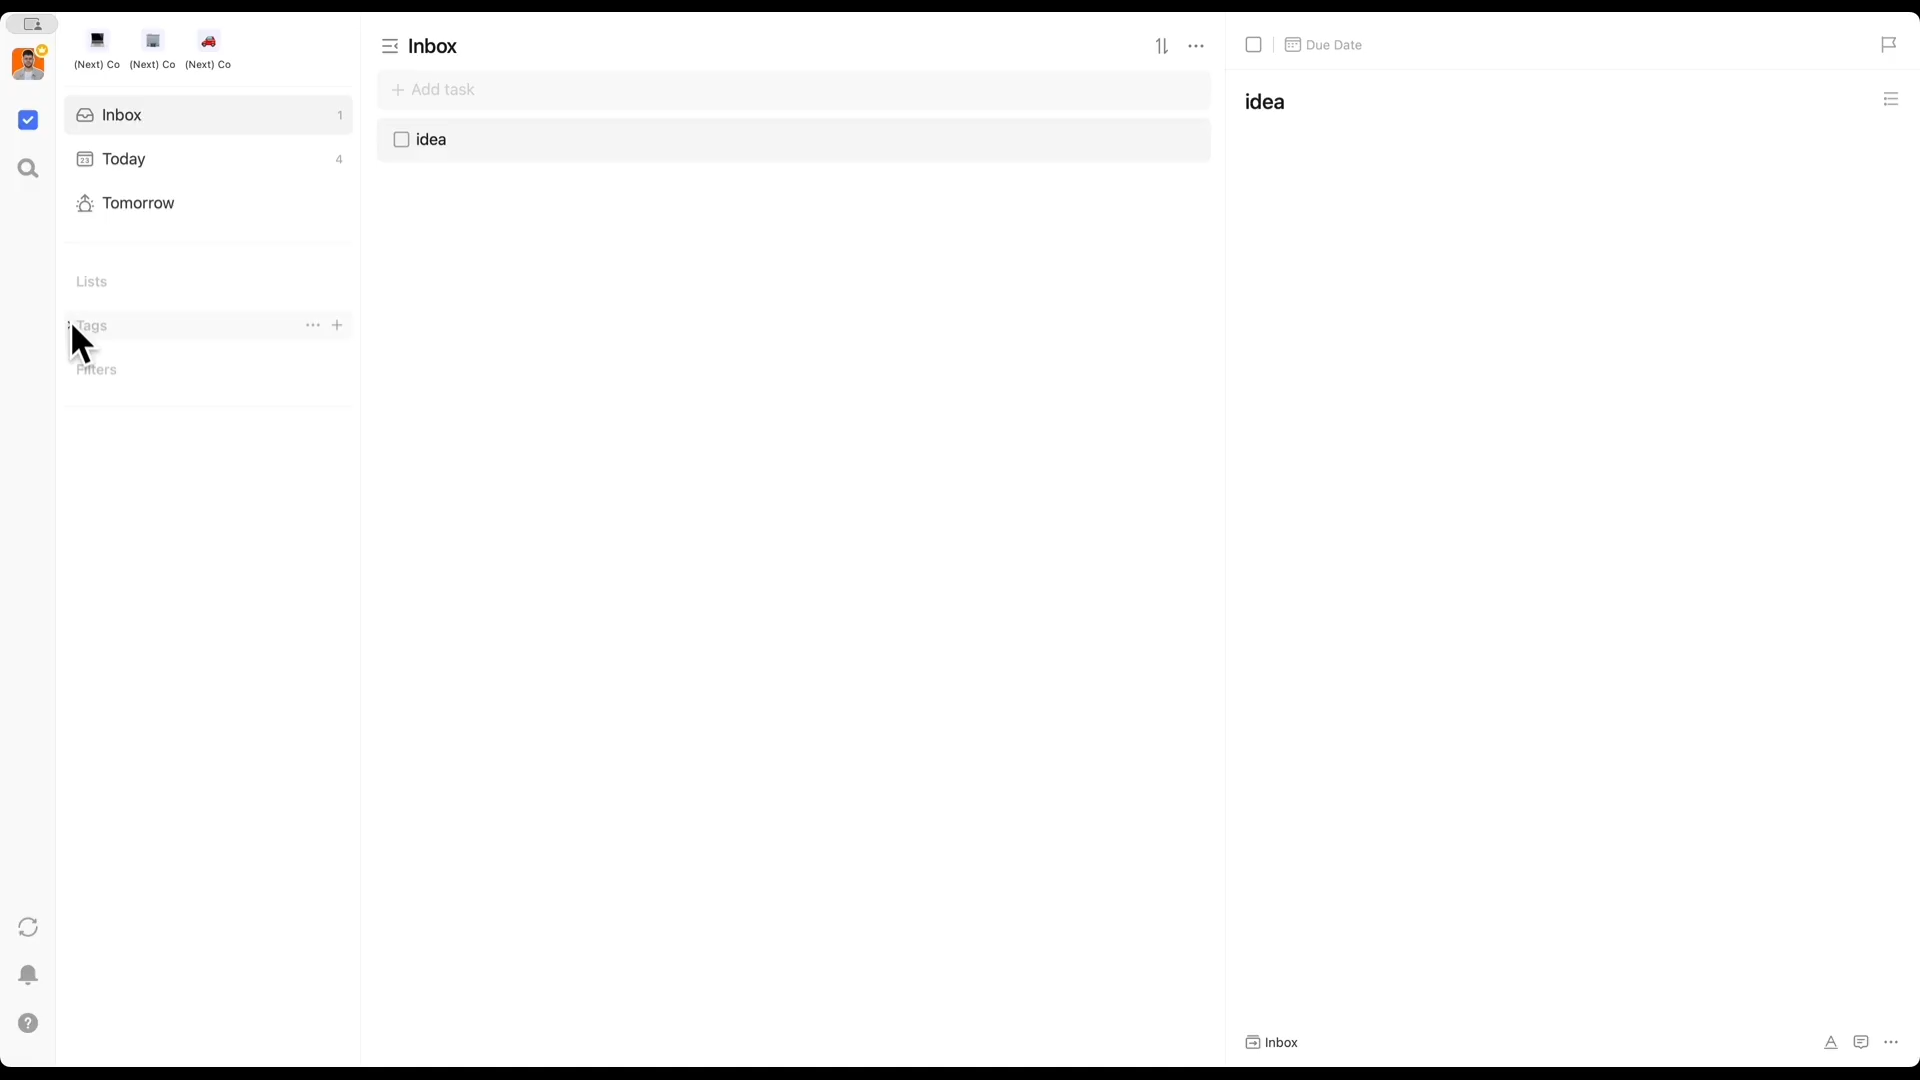 (Next) Co (Next) Co (Next) Co
Inbox 1
23 Today 4
Tomorrow
Lists
Tags
Filters
Inbox
+ Add task
idea
Due Date
idea
Inbox